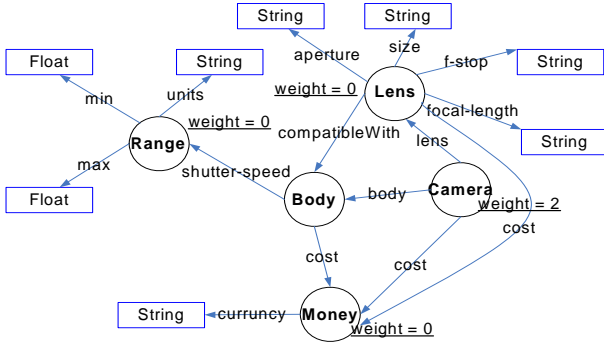 String
String
aperture
size
Float
String
f-stop
String
min
units
weight = 0
Lens
focal-length
weight = 0
compatibleWith
Range
lens
String
max
shutter-speed
body
Camera
Float
Body
weight = 2
cost
cost
cost
String
curruncy
Money
weight = 0